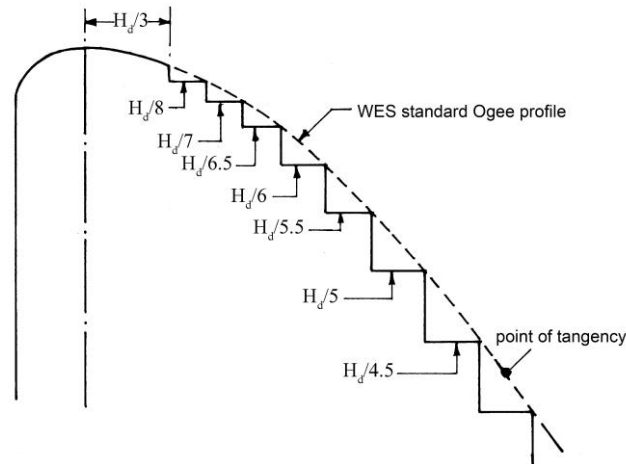 H_d/3
H_d/8
WES standard Ogee profile
H_d/7
H_d/6.5
H_d/6
H_d/5.5
H_d/5
point of tangency
H_d/4.5